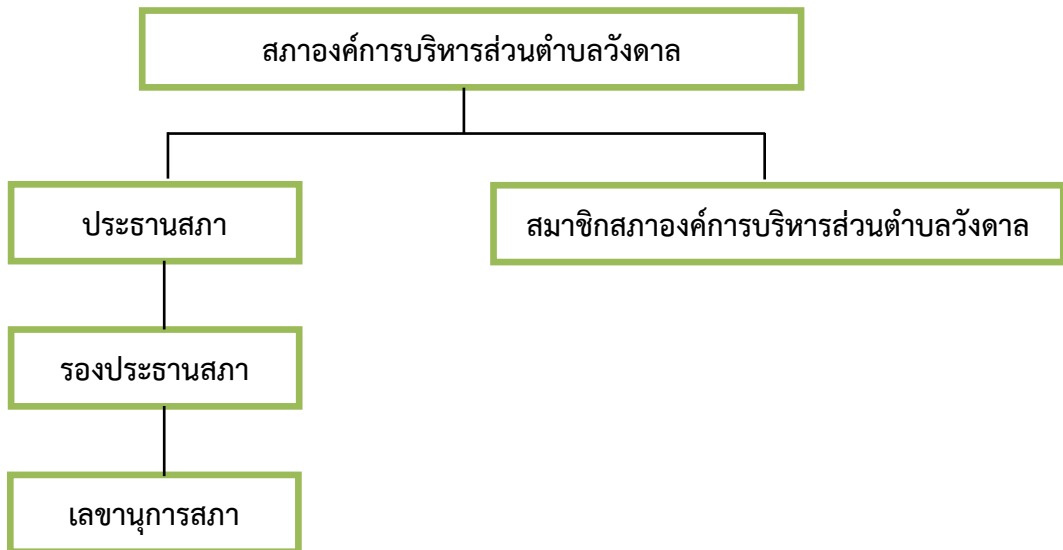 สภาองค์การบริหารส่วนตำบลวังดาล
ประธานสภา
สมาชิกสภาองค์การบริหารส่วนตำบลวังดาล
รองประธานสภา
เลขานุการสภา